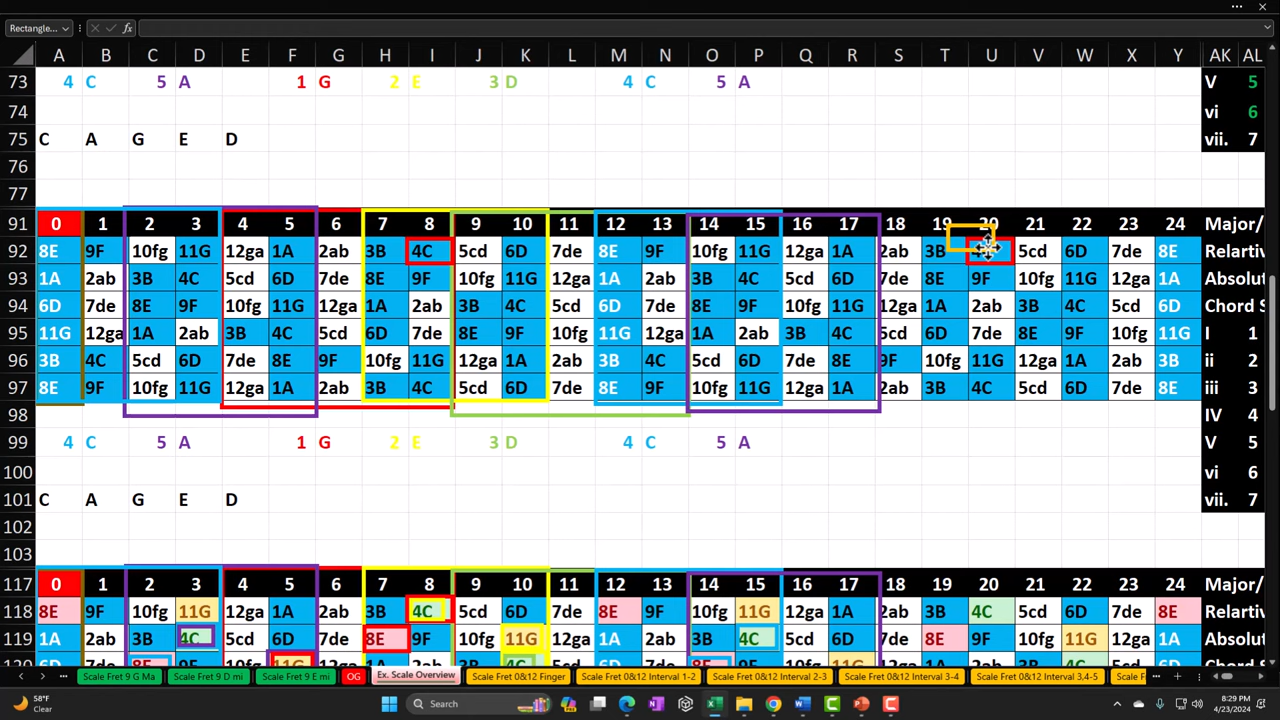 Rectangle...
fx
A B C D E F G H I J K L M N O P Q R S T U V W X Y AK AL
73 4 C 5 A 1 G 2 E 3 D 4 C 5 A V 5
74 vi 6
75 C A G E D vii. 7
76
77
91 0 1 2 3 4 5 6 7 8 9 10 11 12 13 14 15 16 17 18 19 20 21 22 23 24 Major/
92 8E 9F 10fg 11G 12ga 1A 2ab 3B 4C 5cd 6D 7de 8E 9F 10fg 11G 12ga 1A 2ab 3B 4C 5cd 6D 7de 8E Relartiv
93 1A 2ab 3B 4C 5cd 6D 7de 8E 9F 10fg 11G 12ga 1A 2ab 3B 4C 5cd 6D 7de 8E 9F 10fg 11G 12ga 1A Absolut
94 6D 7de 8E 9F 10fg 11G 12ga 1A 2ab 3B 4C 5cd 6D 7de 8E 9F 10fg 11G 12ga 1A 2ab 3B 4C 5cd 6D Chord S
95 11G 12ga 1A 2ab 3B 4C 5cd 6D 7de 8E 9F 10fg 11G 12ga 1A 2ab 3B 4C 5cd 6D 7de 8E 9F 10fg 11G I 1
96 3B 4C 5cd 6D 7de 8E 9F 10fg 11G 12ga 1A 2ab 3B 4C 5cd 6D 7de 8E 9F 10fg 11G 12ga 1A 2ab 3B ii 2
97 8E 9F 10fg 11G 12ga 1A 2ab 3B 4C 5cd 6D 7de 8E 9F 10fg 11G 12ga 1A 2ab 3B 4C 5cd 6D 7de 8E iii 3
98 IV 4
99 4 C 5 A 1 G 2 E 3 D 4 C 5 A V 5
100 vi 6
101 C A G E D vii. 7
102
103
117 0 1 2 3 4 5 6 7 8 9 10 11 12 13 14 15 16 17 18 19 20 21 22 23 24 Major/
118 8E 9F 10fg 11G 12ga 1A 2ab 3B 4C 5cd 6D 7de 8E 9F 10fg 11G 12ga 1A 2ab 3B 4C 5cd 6D 7de 8E Relartiv
119 1A 2ab 3B 4C 5cd 6D 7de 8E 9F 10fg 11G 12ga 1A 2ab 3B 4C 5cd 6D 7de 8E 9F 10fg 11G 12ga 1A Absolut
Scale Fret 9 G Ma Scale Fret 9 D mi Scale Fret 9 E mi OG Ex. Scale Overview Scale Fret 0&12 Finger Scale Fret 0&12 Interval 1-2 Scale Fret 0&12 Interval 2-3 Scale Fret 0&12 Interval 3-4 Scale Fret 0&12 Interval 3,4-5 Scale Fr
58°F
Clear
Search
8:29 PM
4/23/2024